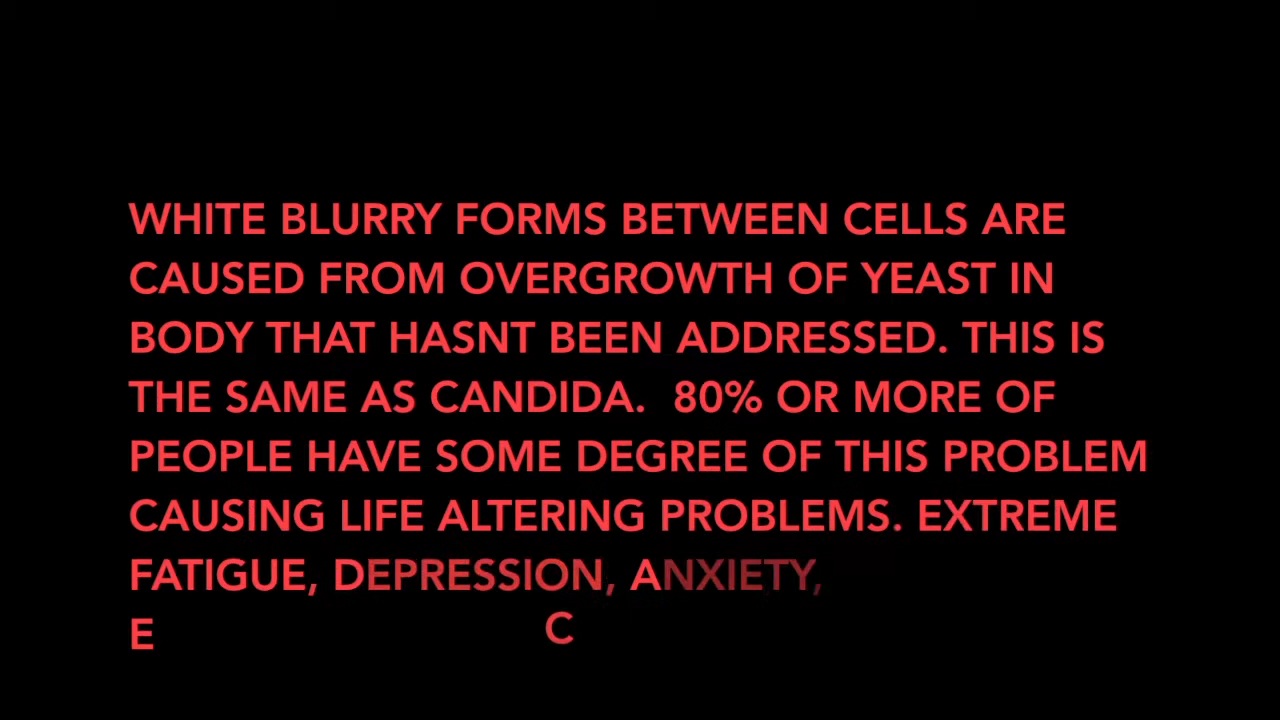 WHITE BLURRY FORMS BETWEEN CELLS ARE
CAUSED FROM OVERGROWTH OF YEAST IN
BODY THAT HASNT BEEN ADDRESSED. THIS IS
THE SAME AS CANDIDA.  80% OR MORE OF
PEOPLE HAVE SOME DEGREE OF THIS PROBLEM
CAUSING LIFE ALTERING PROBLEMS. EXTREME
FATIGUE, DEPRESSION, ANXIETY,
E C